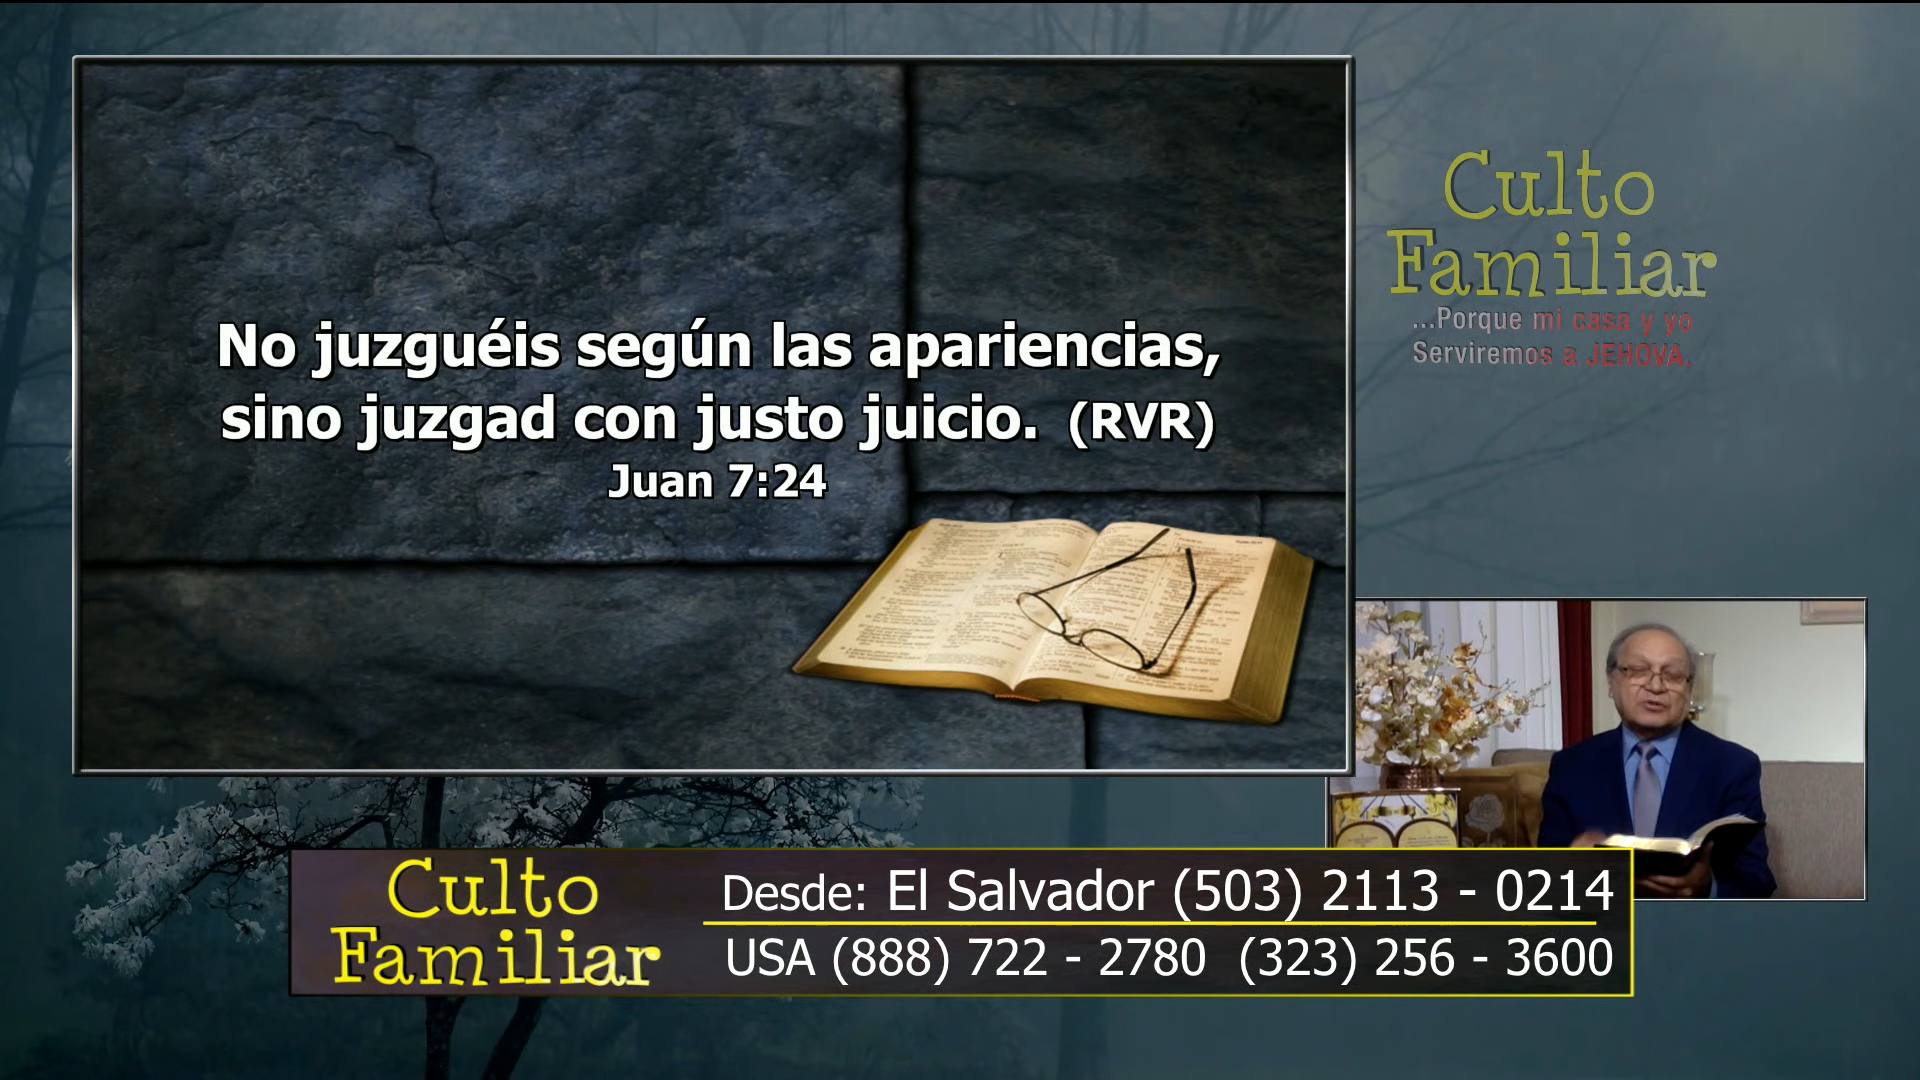 No juzguéis según las apariencias,
sino juzgad con justo juicio. (RVR)
Juan 7:24
Culto
Familiar
...Porque mi casa y yo
Serviremos a JEHOVA.
Culto
Familiar
Desde: El Salvador (503) 2113 - 0214
USA (888) 722 - 2780 (323) 256 - 3600